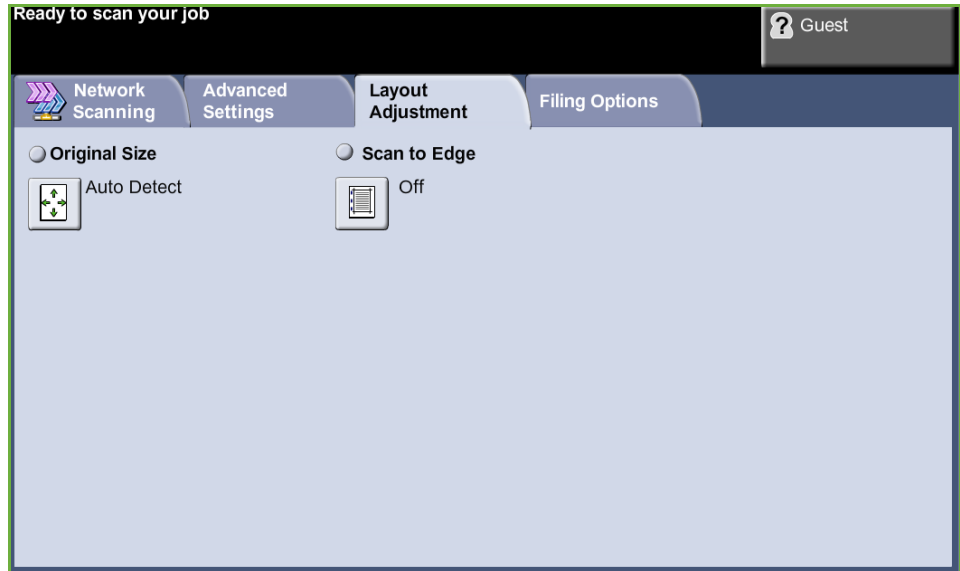 Ready to scan your job
? Guest
Network
Scanning
Advanced
Settings
Layout
Adjustment
Filing Options
Original Size
Auto Detect
Scan to Edge
Off